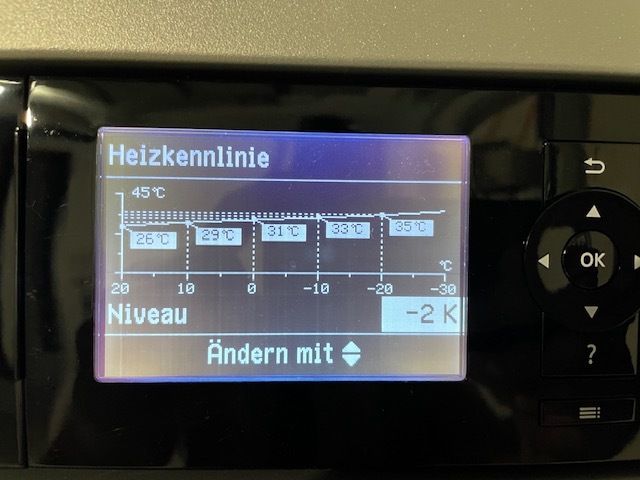 Heizkennlinie
45°C
26°C 29°C 31°C 33°C 35°C
°C
20 10 0 -10 -20 -30
Niveau -2 K
Ändern mit
OK
?